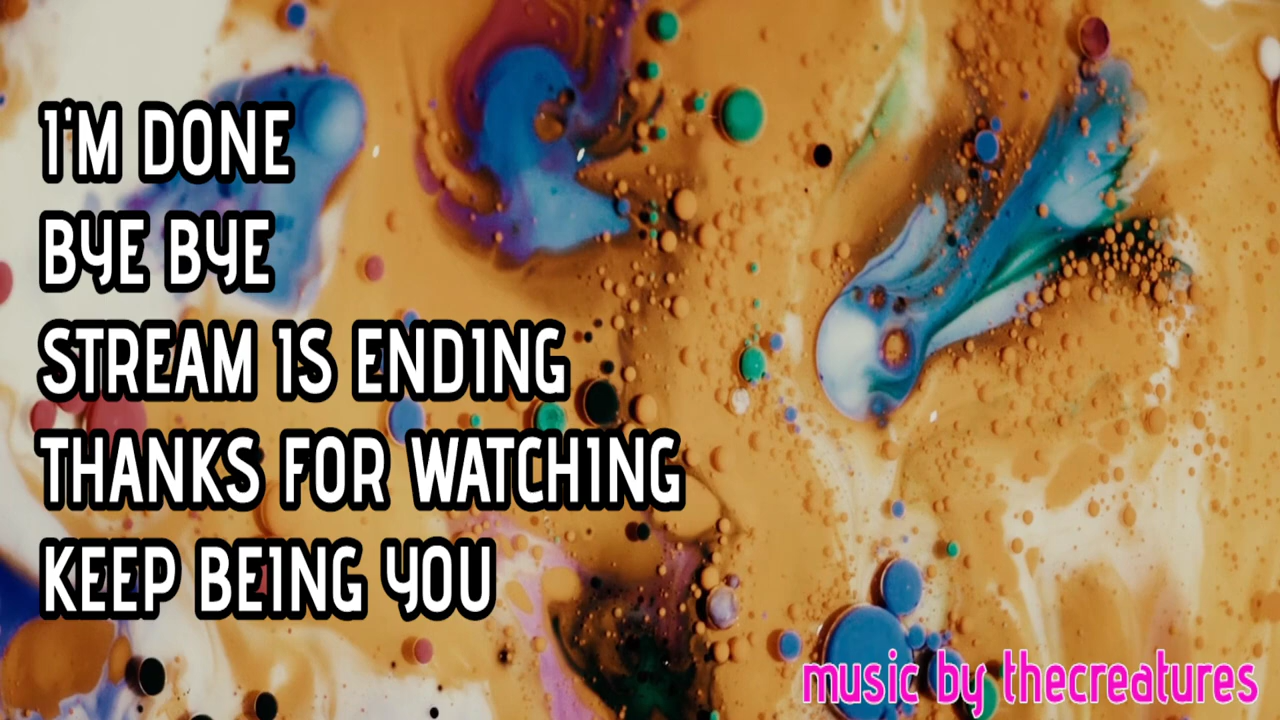 I'M DONE
BYE BYE
STREAM IS ENDING
THANKS FOR WATCHING
KEEP BEING YOU
music by thecreatures